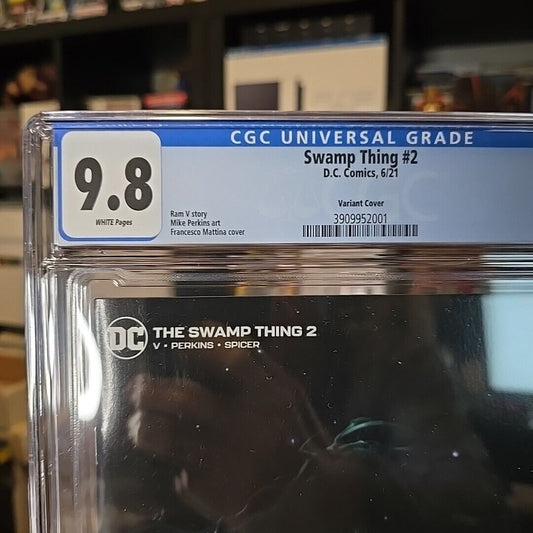 CGC UNIVERSAL GRADE
9.8
WHITE Pages
Swamp Thing #2
D.C. Comics, 6/21
Variant Cover
Ram V story
Mike Perkins art
Francesco Mattina cover
3909952001
DC
THE SWAMP THING 2
V • PERKINS • SPICER